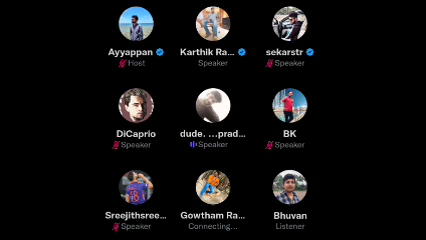 Ayyappan Karthik Ra... sekarstr
Host Speaker Speaker
DiCaprio dude. ...prad... BK
Speaker Speaker Speaker
Sreejithsree... Gowtham Ra... Bhuvan
Speaker Connecting... Listener